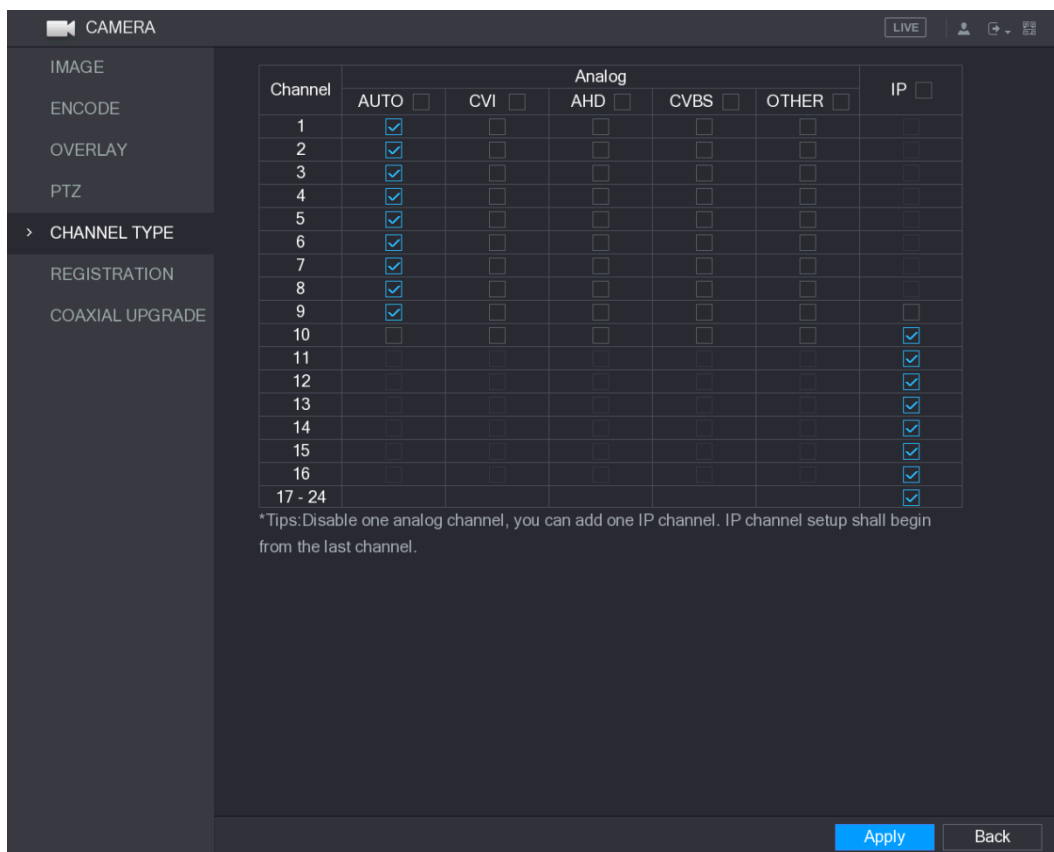 CAMERA
LIVE
IMAGE
ENCODE
OVERLAY
PTZ
CHANNEL TYPE
REGISTRATION
COAXIAL UPGRADE
Channel Analog IP
AUTO CVI AHD CVBS OTHER
1
2
3
4
5
6
7
8
9
10
11
12
13
14
15
16
17 - 24
*Tips:Disable one analog channel, you can add one IP channel. IP channel setup shall begin
from the last channel.
Apply Back